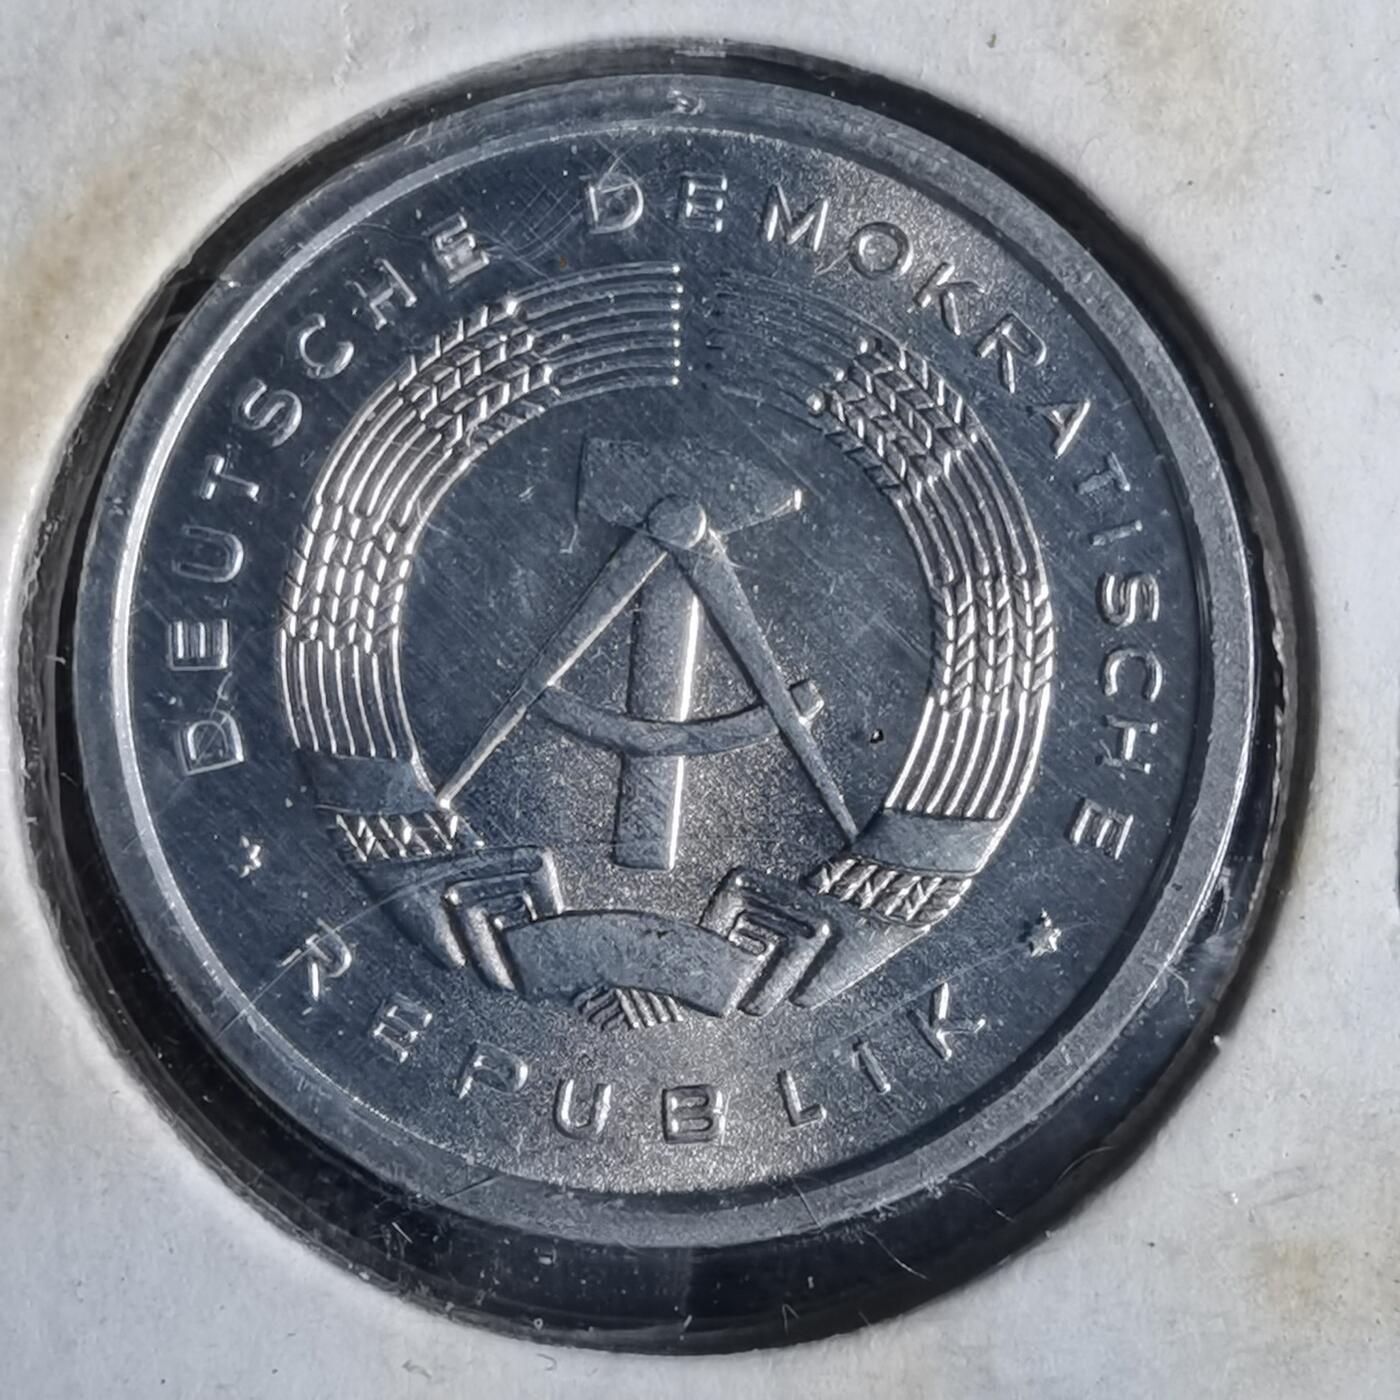 DEUTSCHE DEMOKRATISCHE
* REPUBLIK *